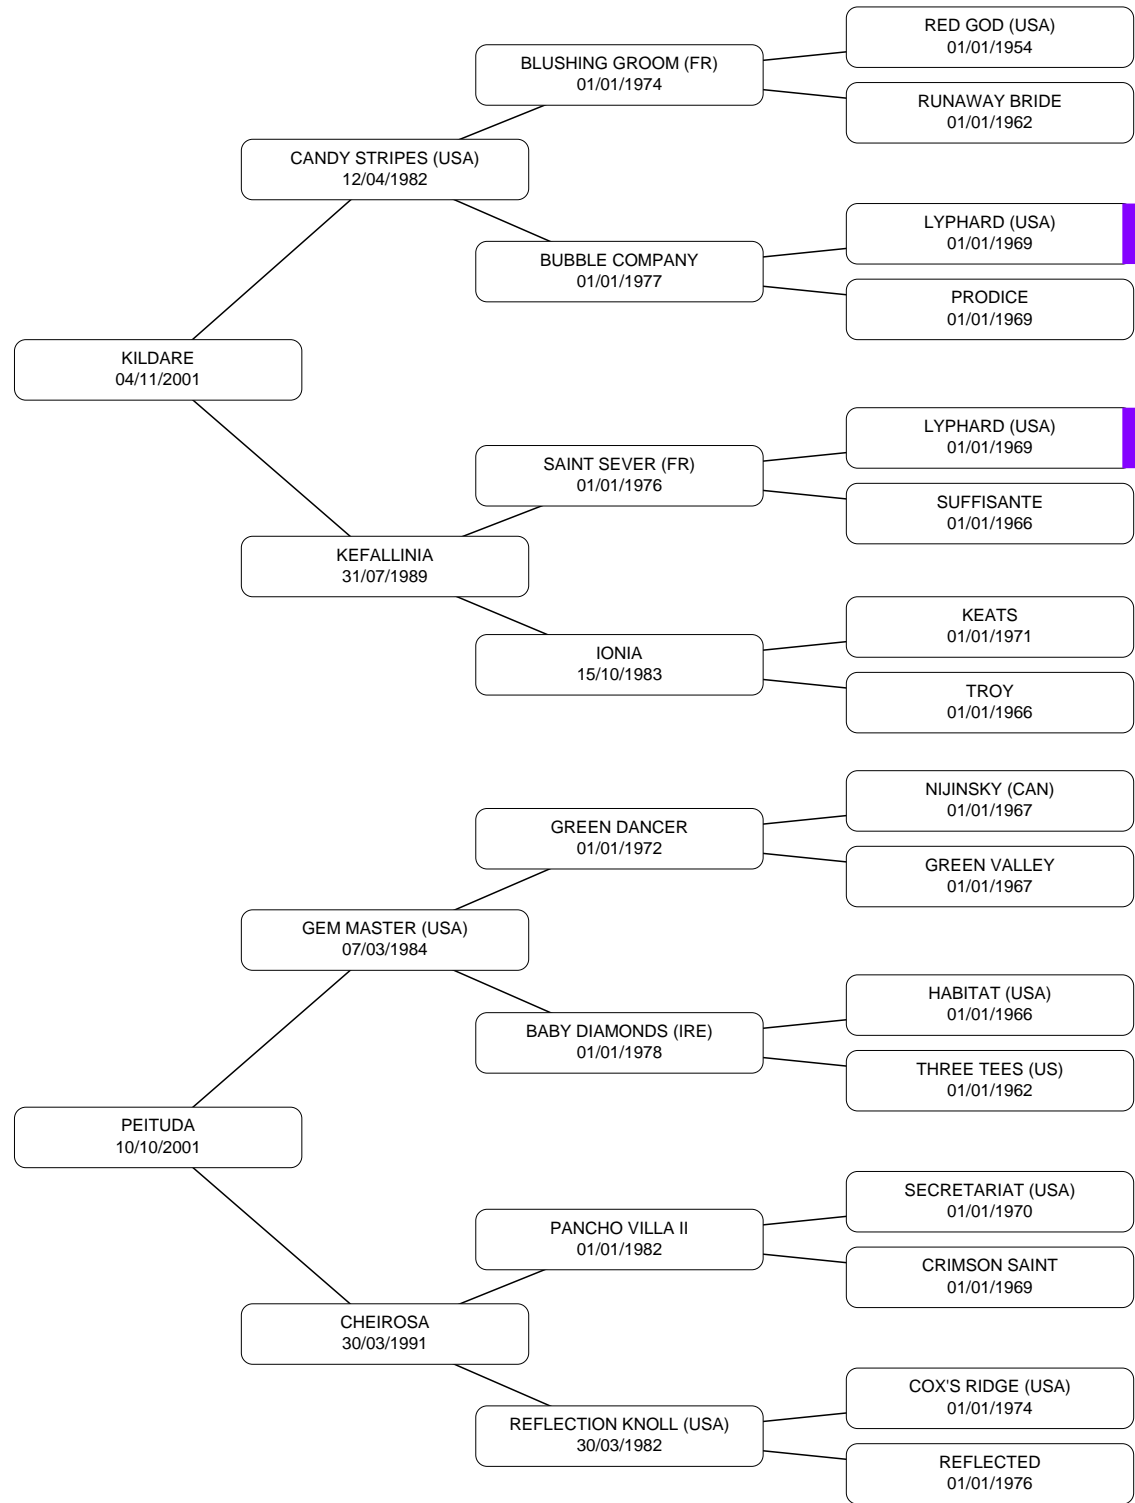 RED GOD (USA)
01/01/1954
BLUSHING GROOM (FR)
01/01/1974
RUNAWAY BRIDE
01/01/1962
CANDY STRIPES (USA)
12/04/1982
LYPHARD (USA)
01/01/1969
BUBBLE COMPANY
01/01/1977
PRODICE
01/01/1969
KILDARE
04/11/2001
LYPHARD (USA)
01/01/1969
SAINT SEVER (FR)
01/01/1976
SUFFISANTE
01/01/1966
KEFALLINIA
31/07/1989
KEATS
01/01/1971
IONIA
15/10/1983
TROY
01/01/1966
NIJINSKY (CAN)
01/01/1967
GREEN DANCER
01/01/1972
GREEN VALLEY
01/01/1967
GEM MASTER (USA)
07/03/1984
HABITAT (USA)
01/01/1966
BABY DIAMONDS (IRE)
01/01/1978
THREE TEES (US)
01/01/1962
PEITUDA
10/10/2001
SECRETARIAT (USA)
01/01/1970
PANCHO VILLA II
01/01/1982
CRIMSON SAINT
01/01/1969
CHEIROSA
30/03/1991
COX'S RIDGE (USA)
01/01/1974
REFLECTION KNOLL (USA)
30/03/1982
REFLECTED
01/01/1976